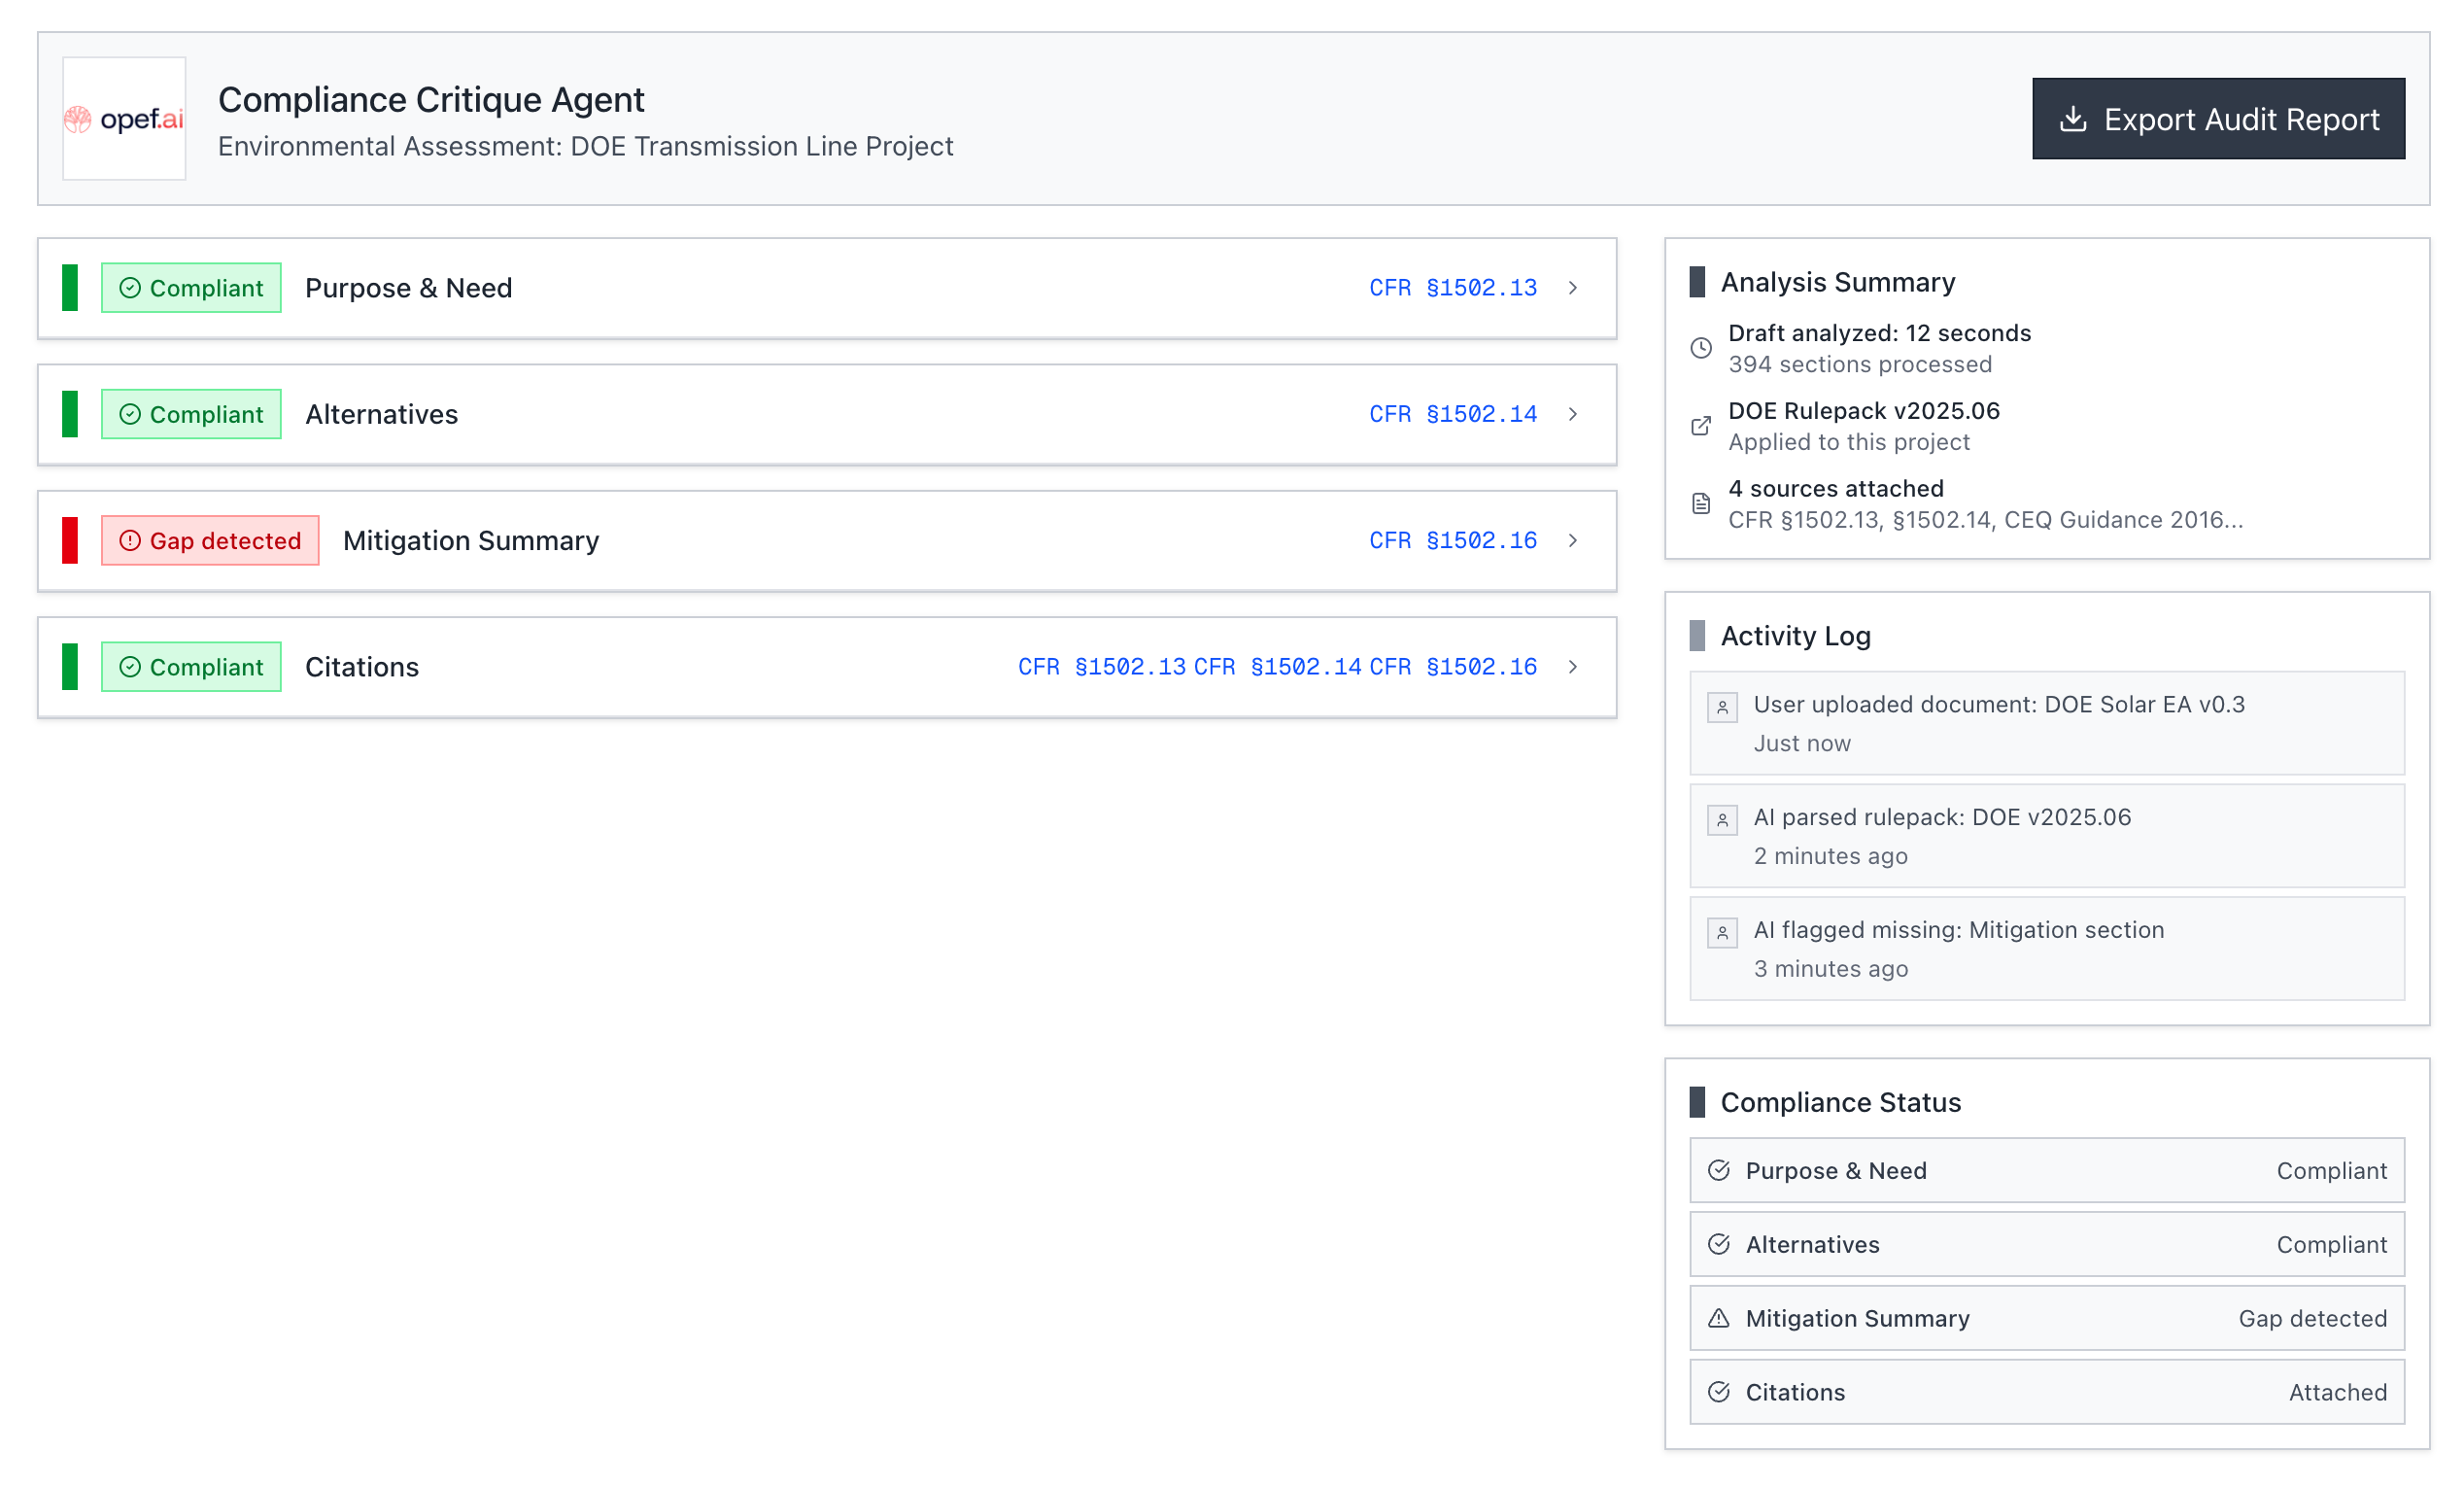 opef.ai
Compliance Critique Agent
Environmental Assessment: DOE Transmission Line Project
Export Audit Report
Compliant
Purpose & Need
CFR §1502.13
Compliant
Alternatives
CFR §1502.14
Gap detected
Mitigation Summary
CFR §1502.16
Compliant
Citations
CFR §1502.13 CFR §1502.14 CFR §1502.16
Analysis Summary
Draft analyzed: 12 seconds
394 sections processed
DOE Rulepack v2025.06
Applied to this project
4 sources attached
CFR §1502.13, §1502.14, CEQ Guidance 2016...
Activity Log
User uploaded document: DOE Solar EA v0.3
Just now
AI parsed rulepack: DOE v2025.06
2 minutes ago
AI flagged missing: Mitigation section
3 minutes ago
Compliance Status
Purpose & Need
Compliant
Alternatives
Compliant
Mitigation Summary
Gap detected
Citations
Attached